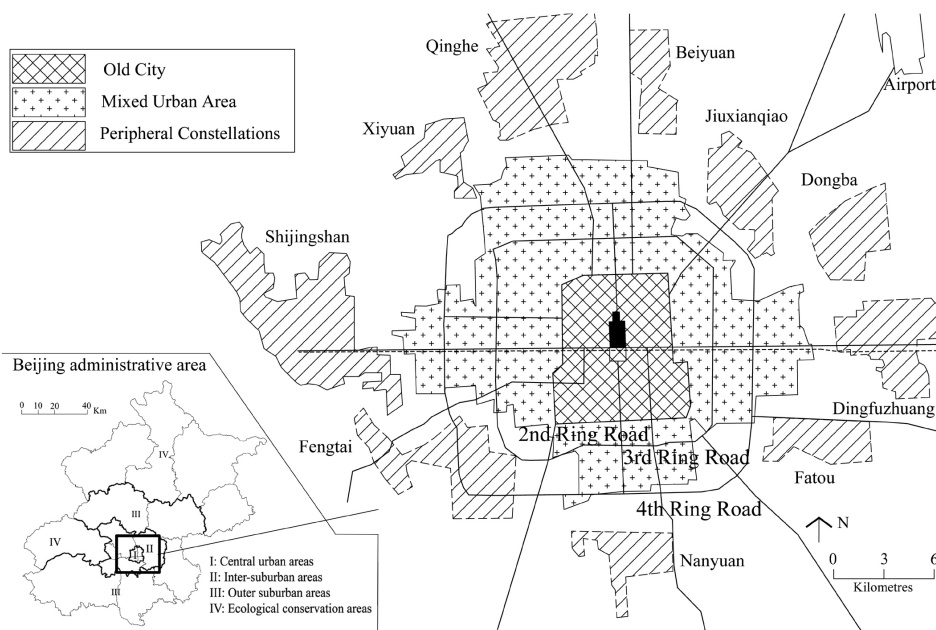 Old City
Mixed Urban Area
Peripheral Constellations
Qinghe
Beiyuan
Airport
Xiyuan
Jiuxianqiao
Dongba
Shijingshan
Dingfuzhuang
Fengtai
2nd Ring Road
3rd Ring Road
Fatou
4th Ring Road
Nanyuan
N
0 3 6
Kilometres
Beijing administrative area
0 10 20 40 Km
IV
III
IV
II
I
III
I: Central urban areas
II: Inter-suburban areas
III: Outer suburban areas
IV: Ecological conservation areas